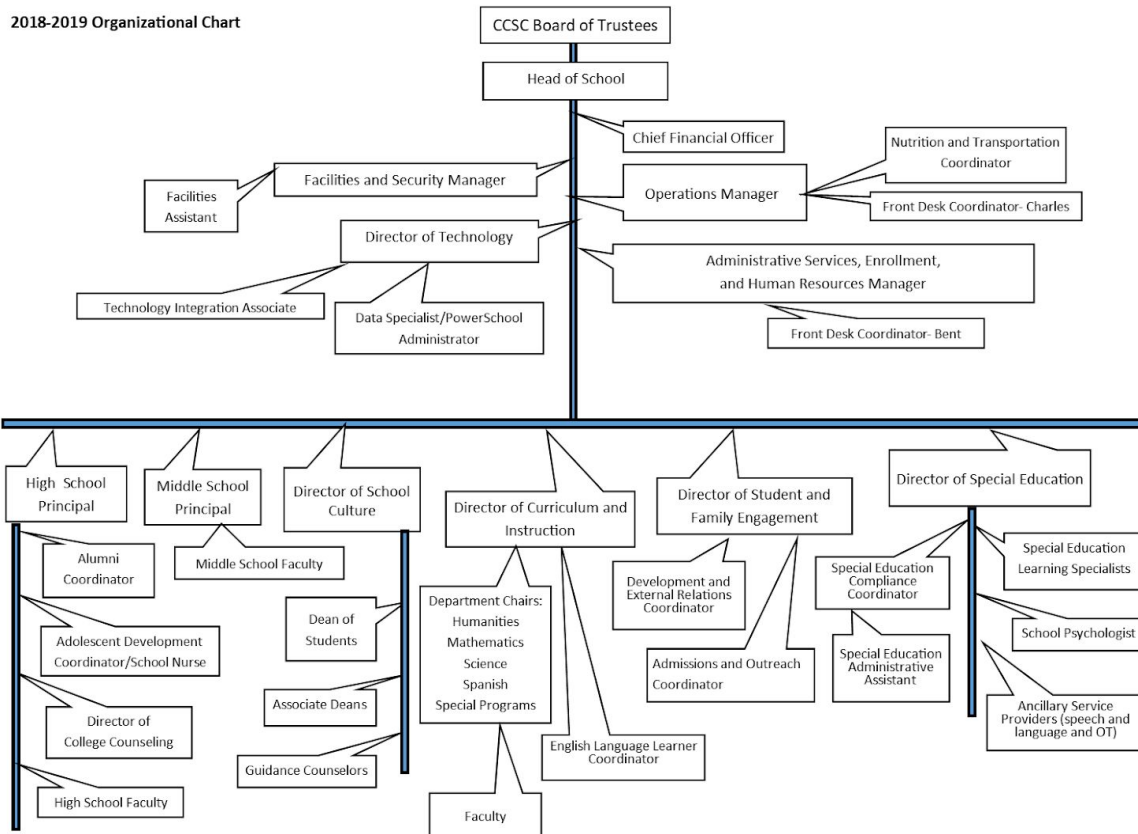 2018-2019 Organizational Chart
CCSC Board of Trustees
Head of School
Chief Financial Officer
Nutrition and Transportation
Coordinator
Facilities and Security Manager
Facilities
Assistant
Operations Manager
Front Desk Coordinator- Charles
Director of Technology
Administrative Services, Enrollment,
and Human Resources Manager
Technology Integration Associate
Data Specialist/PowerSchool
Administrator
Front Desk Coordinator- Bent
High School
Principal
Middle School
Principal
Director of School
Culture
Director of Curriculum and
Instruction
Director of Student and
Family Engagement
Director of Special Education
Alumni
Coordinator
Adolescent Development
Coordinator/School Nurse
Director of
College Counseling
High School Faculty
Middle School Faculty
Dean of
Students
Associate Deans
Guidance Counselors
Department Chairs:
Humanities
Mathematics
Science
Spanish
Special Programs
Faculty
English Language Learner
Coordinator
Development and
External Relations
Coordinator
Admissions and Outreach
Coordinator
Special Education
Compliance
Coordinator
Special Education
Administrative
Assistant
Special Education
Learning Specialists
School Psychologist
Ancillary Service
Providers (speech and
language and OT)